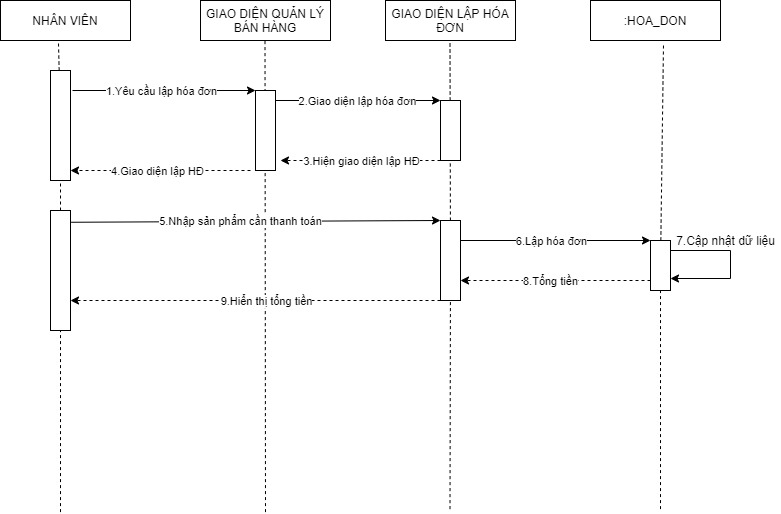 NHÂN VIÊN
GIAO DIỆN QUẢN LÝ
BÁN HÀNG
GIAO DIỆN LẬP HÓA
ĐƠN
:HOA_DON
1.Yêu cầu lập hóa đơn
2.Giao diện lập hóa đơn
3.Hiện giao diện lập HĐ
4.Giao diện lập HĐ
5.Nhập sản phẩm cần thanh toán
6.Lập hóa đơn
7.Cập nhật dữ liệu
8.Tổng tiền
9.Hiển thị tổng tiền